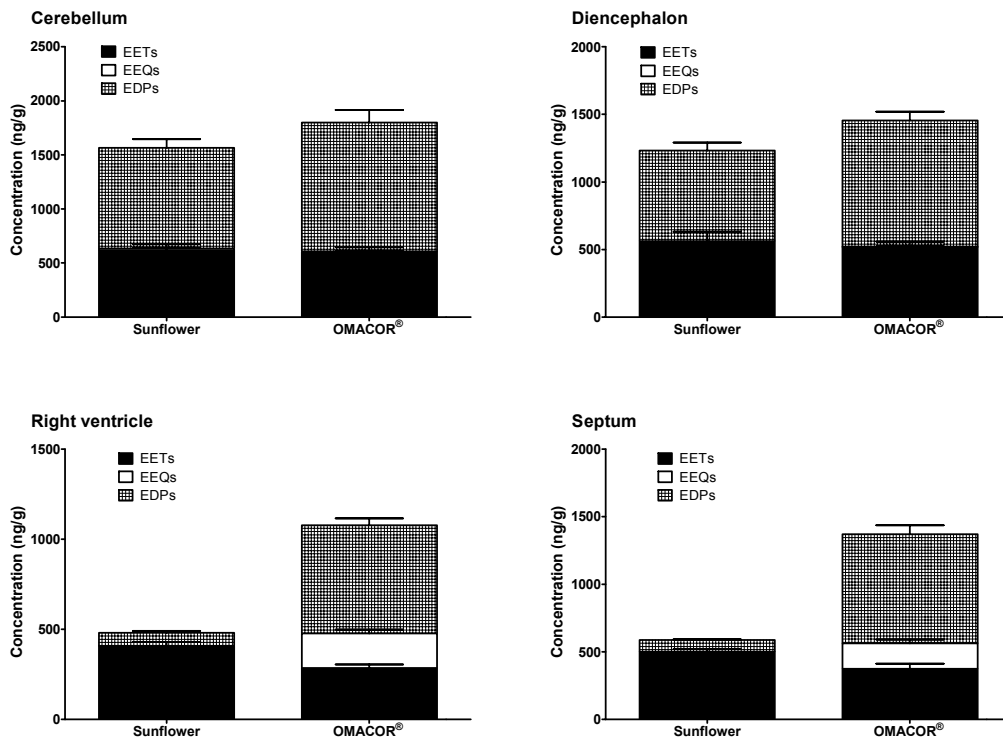 Cerebellum
2500
2000
1500
1000
500
0
Concentration (ng/g)
EETs
EEQs
EDPs
Sunflower
OMACOR®
Diencephalon
2000
1500
1000
500
0
Concentration (ng/g)
EETs
EEQs
EDPs
Sunflower
OMACOR®
Right ventricle
1500
1000
500
0
Concentration (ng/g)
EETs
EEQs
EDPs
Sunflower
OMACOR®
Septum
2000
1500
1000
500
0
Concentration (ng/g)
EETs
EEQs
EDPs
Sunflower
OMACOR®